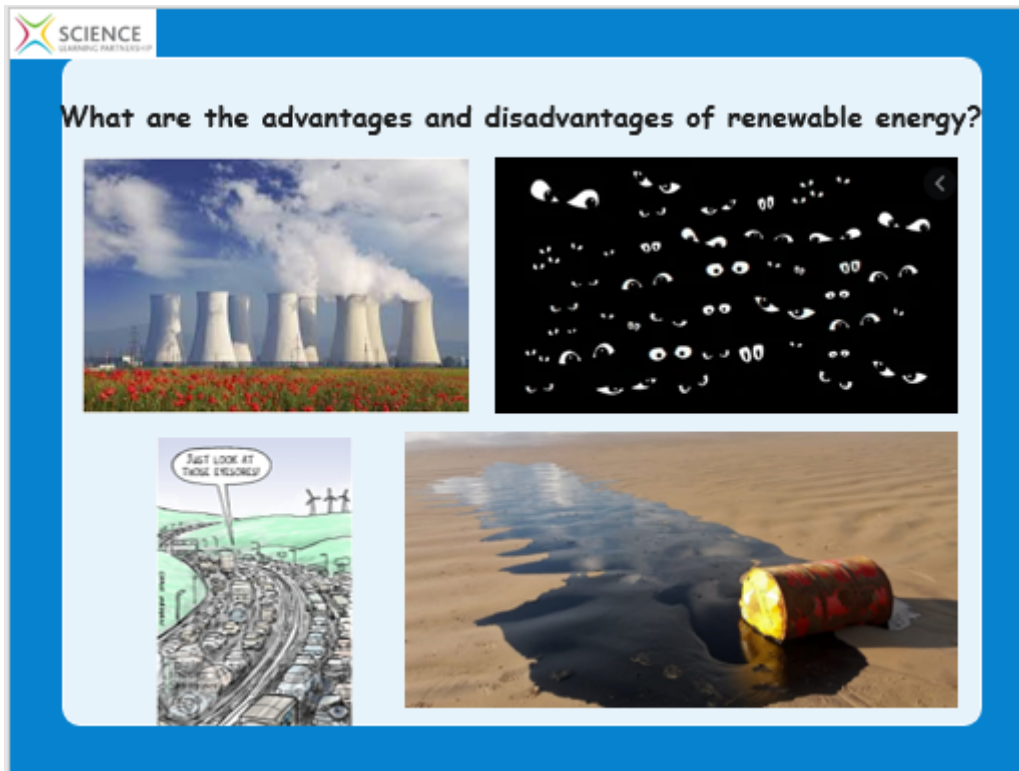 SCIENCE
LEARNING PARTNERSHIP
What are the advantages and disadvantages of renewable energy?
JUST LOOK AT
THOSE EYESORES!